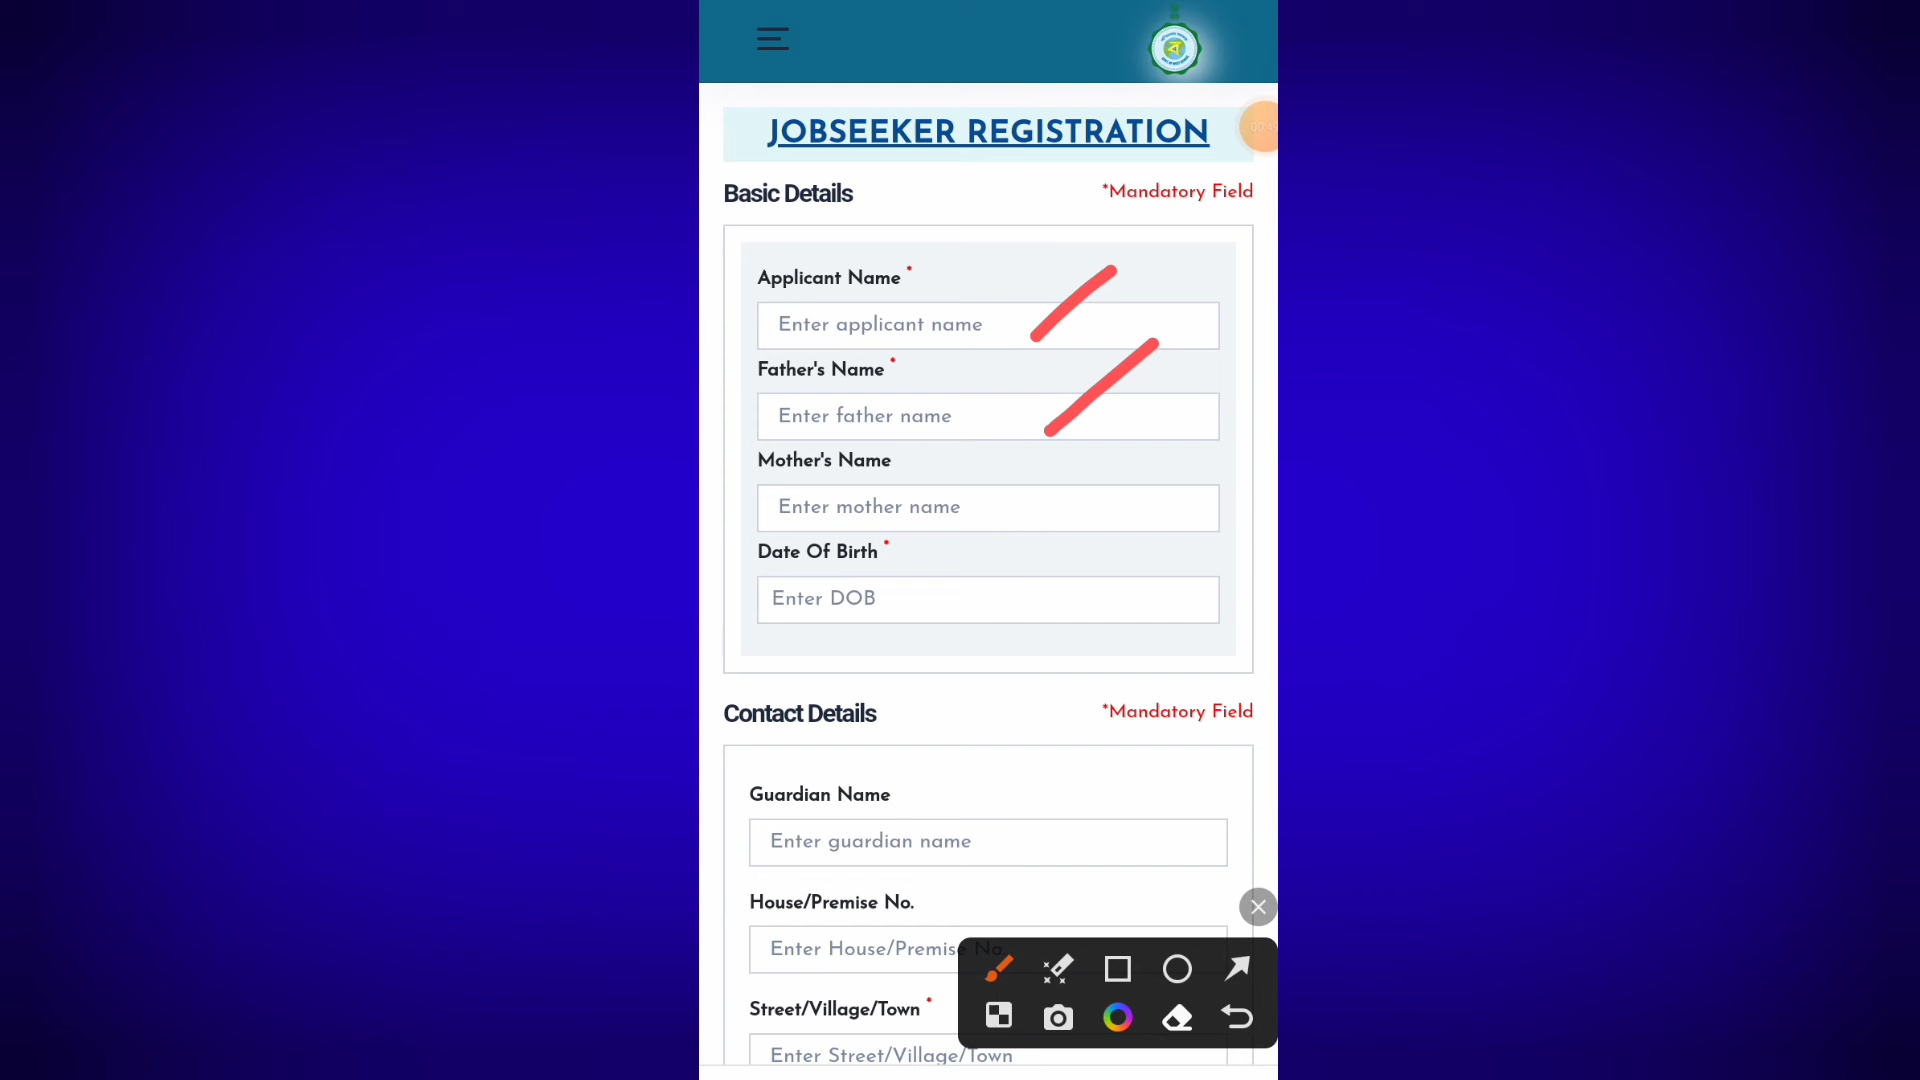 JOBSEEKER REGISTRATION
Basic Details
*Mandatory Field
Applicant Name *
Enter applicant name
Father's Name *
Enter father name
Mother's Name
Enter mother name
Date Of Birth *
Enter DOB
Contact Details
*Mandatory Field
Guardian Name
Enter guardian name
House/Premise No.
Enter House/Premise No.
Street/Village/Town *
Enter Street/Village/Town